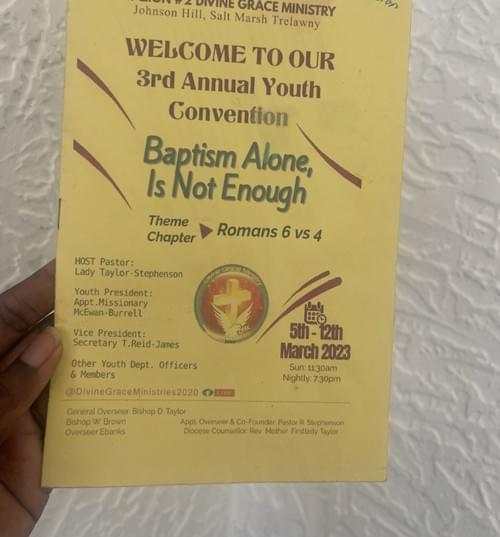 #2 DIVINE GRACE MINISTRY
Johnson Hill, Salt Marsh Trelawny
WELCOME TO OUR
3rd Annual Youth
Convention
Baptism Alone,
Is Not Enough
Theme
Chapter
Romans 6 vs 4
HOST Pastor:
Lady Taylor-Stephenson
Youth President:
Appt.Missionary
McEwan-Burrell
Vice President:
Secretary T.Reid-James
Other Youth Dept. Officers
& Members
5th - 12th
March 2023
Sun: 11:30am
Nightly: 7:30pm
@DivineGraceMinistries2020
LIVE
General Overseer: Bishop D. Taylor
Bishop W. Brown
Overseer Ebanks
Appt. Overseer & Co-Founder: Pastor R. Stephenson
Diocese Counsellor: Rev. Mother. Firstlady Taylor